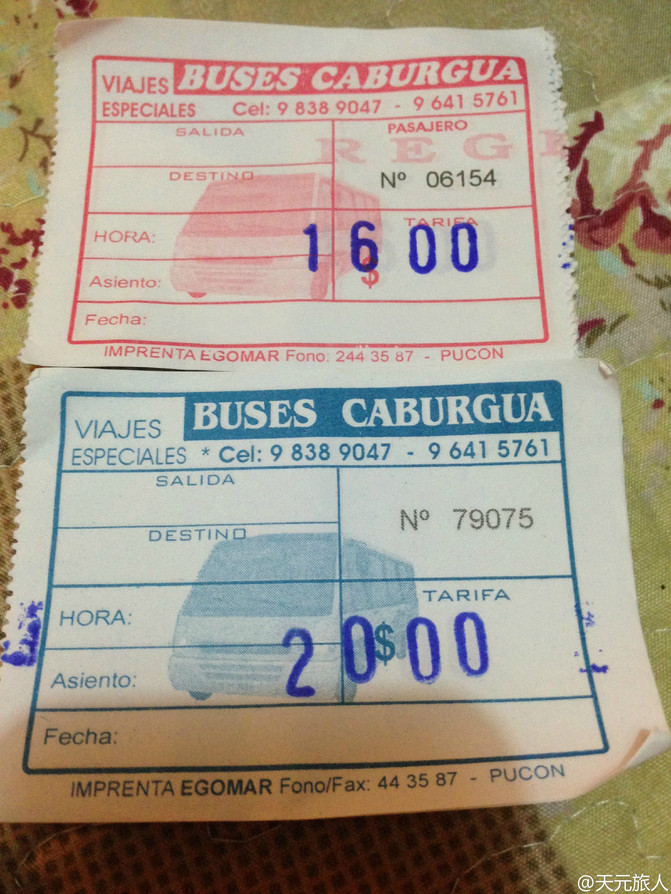 VIAJES BUSES CABURGUA
ESPECIALES Cel: 9 838 9047 - 9 641 5761
SALIDA PASAJERO
DESTINO
Nº 06154
TARIFA
HORA: 1600
$
Asiento:
Fecha:
IMPRENTA EGOMAR Fono: 244 35 87 - PUCON
VIAJES BUSES CABURGUA
ESPECIALES * Cel: 9 838 9047 - 9 641 5761
SALIDA
Nº 79075
DESTINO
TARIFA
HORA:
2000
$
Asiento:
Fecha:
IMPRENTA EGOMAR Fono/Fax: 44 35 87 - PUCON
@天元旅人